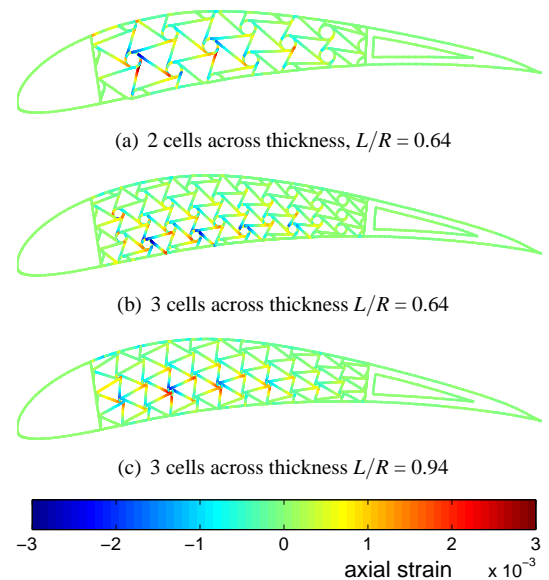 (a) 2 cells across thickness, L/R = 0.64
(b) 3 cells across thickness L/R = 0.64
(c) 3 cells across thickness L/R = 0.94
−3 −2 −1 0 1 2 3
axial strain x 10⁻³